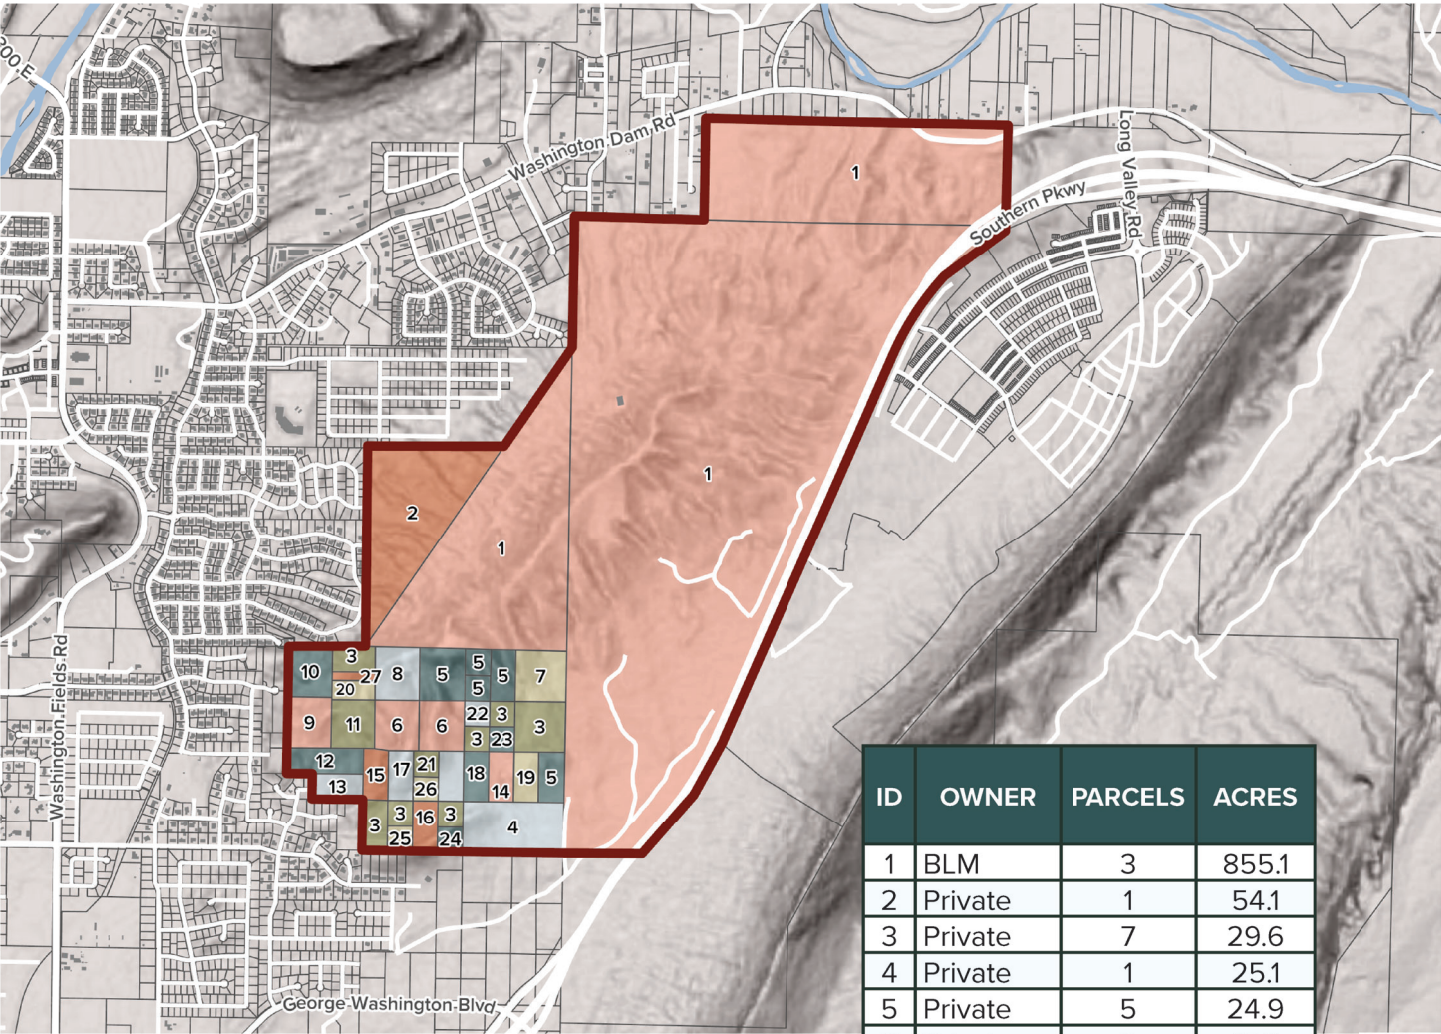 200 E
Washington Dam Rd
Long Valley Rd
1
Southern Pkwy
1
2
1
Washington Fields Rd
10 3 27 8 5 5 5 7
20 5
9 11 6 6 22 3 3
3 23
12 15 17 21 18 14 19 5
13 26
3 3 16 3 4
25 24
George Washington Blvd
ID OWNER PARCELS ACRES
1 BLM 3 855.1
2 Private 1 54.1
3 Private 7 29.6
4 Private 1 25.1
5 Private 5 24.9